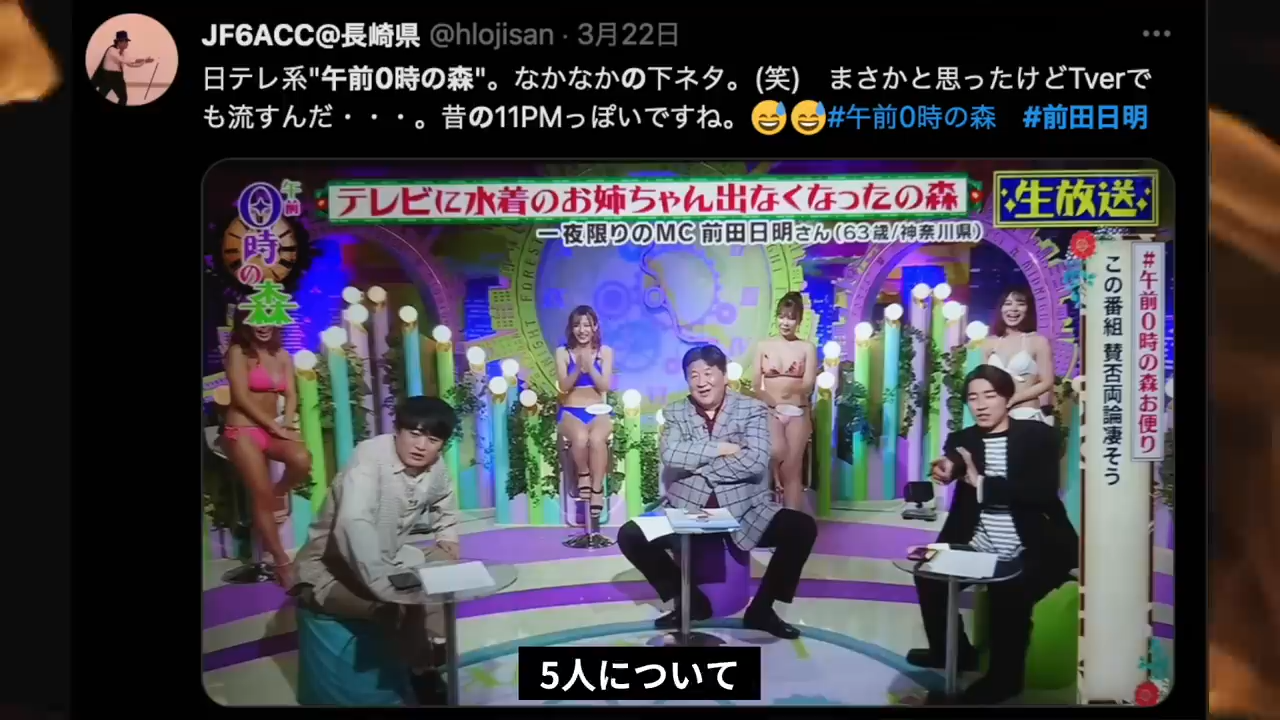 JF6ACC@長崎県 @hlojisan · 3月22日
日テレ系"午前0時の森"。なかなかの下ネタ。(笑)　まさかと思ったけどTverで
も流すんだ・・・。昔の11PMっぽいですね。😅😅#午前0時の森　#前田日明
午前
0時の森
テレビに水着のお姉ちゃん出なくなったの森
生放送
一夜限りのMC 前田日明さん(63歳/神奈川県)
#午前0時の森お便り
この番組 賛否両論凄そう
5人について